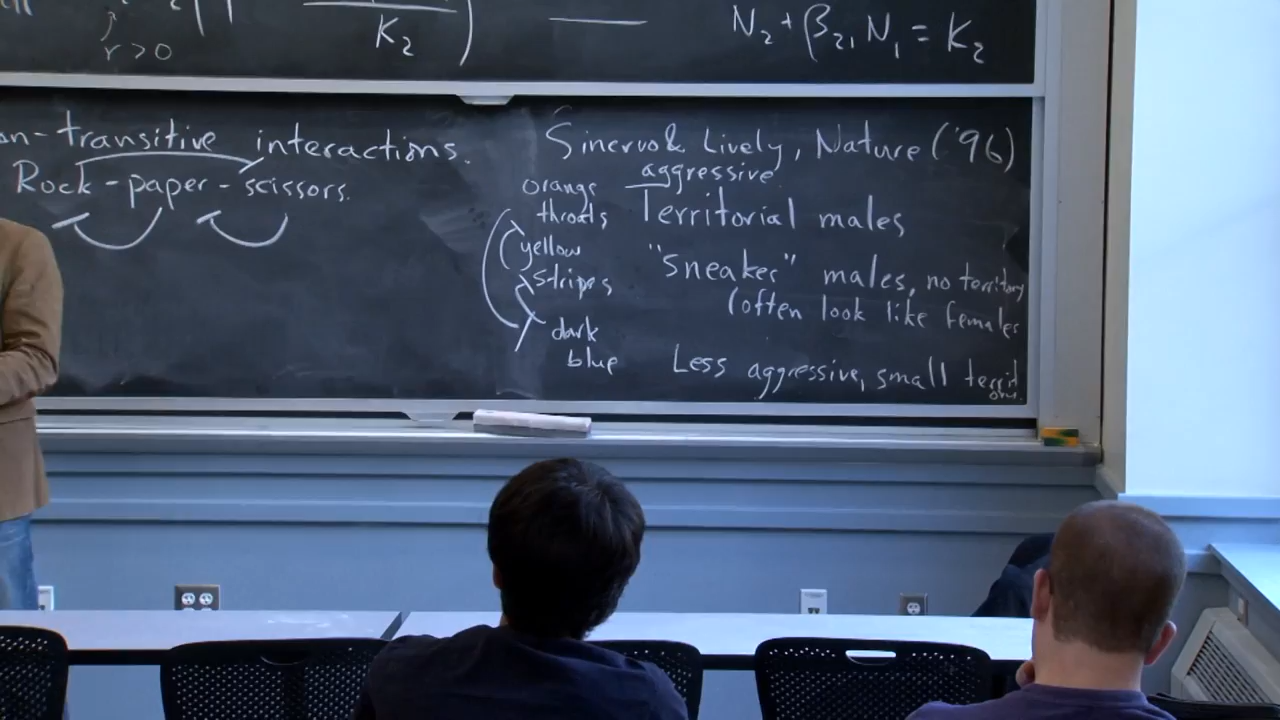 r > 0
K₂
N₂ + β₂₁ N₁ = K₂
on-transitive interactions.
Rock-paper-scissors.
Sinervo & Lively, Nature ('96)
aggressive
orange throats Territorial males
yellow stripes "sneaker" males, no territory
(often look like females
dark blue Less aggressive, small territ